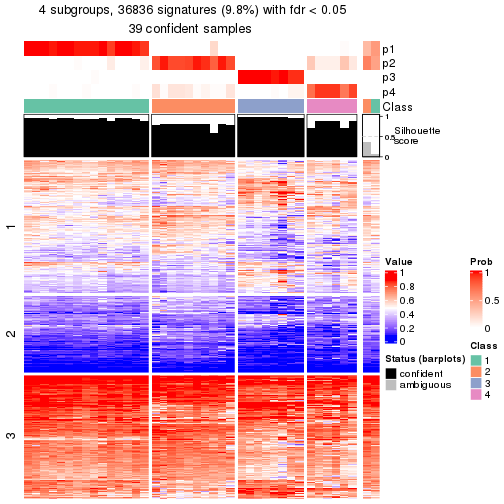 4 subgroups, 36836 signatures (9.8%) with fdr < 0.05
39 confident samples
p1
p2
p3
p4
Class
1
0.5
0
Silhouette
score
1
2
3
Value
1
0.8
0.6
0.4
0.2
0
Prob
1
0.5
0
Status (barplots)
confident
ambiguous
Class
1
2
3
4